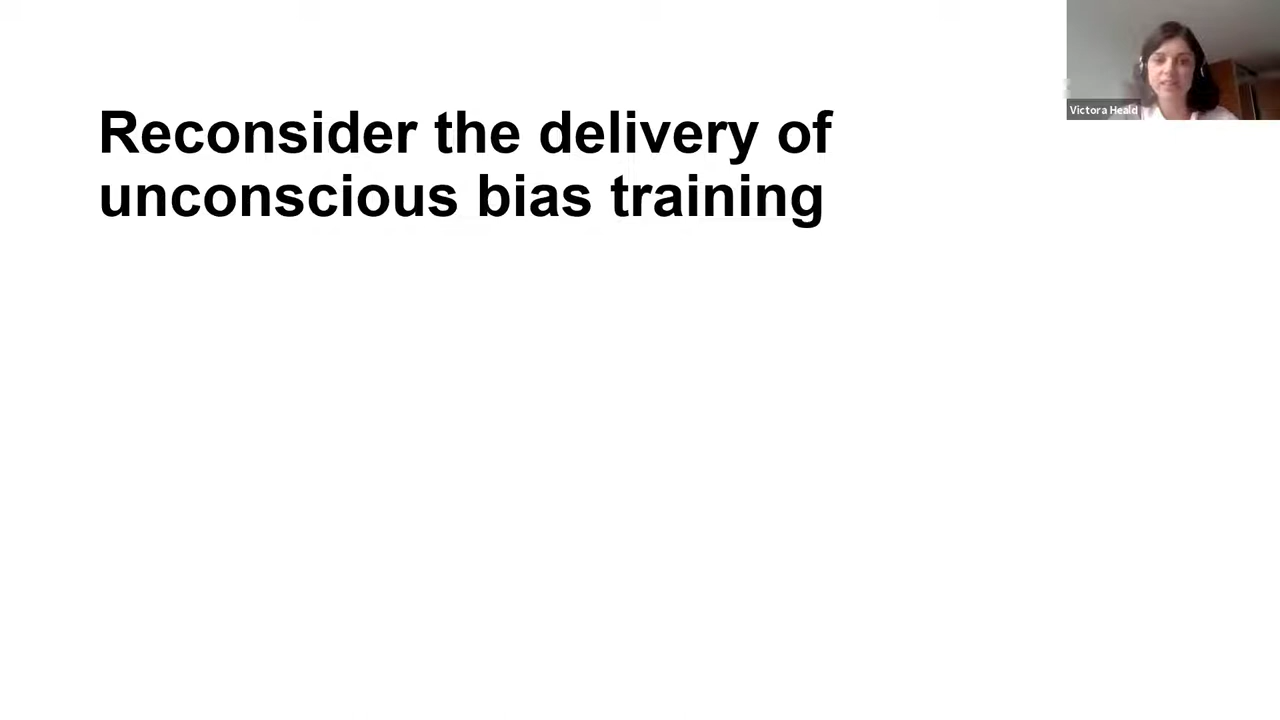 Reconsider the delivery of
unconscious bias training
Victora Heald